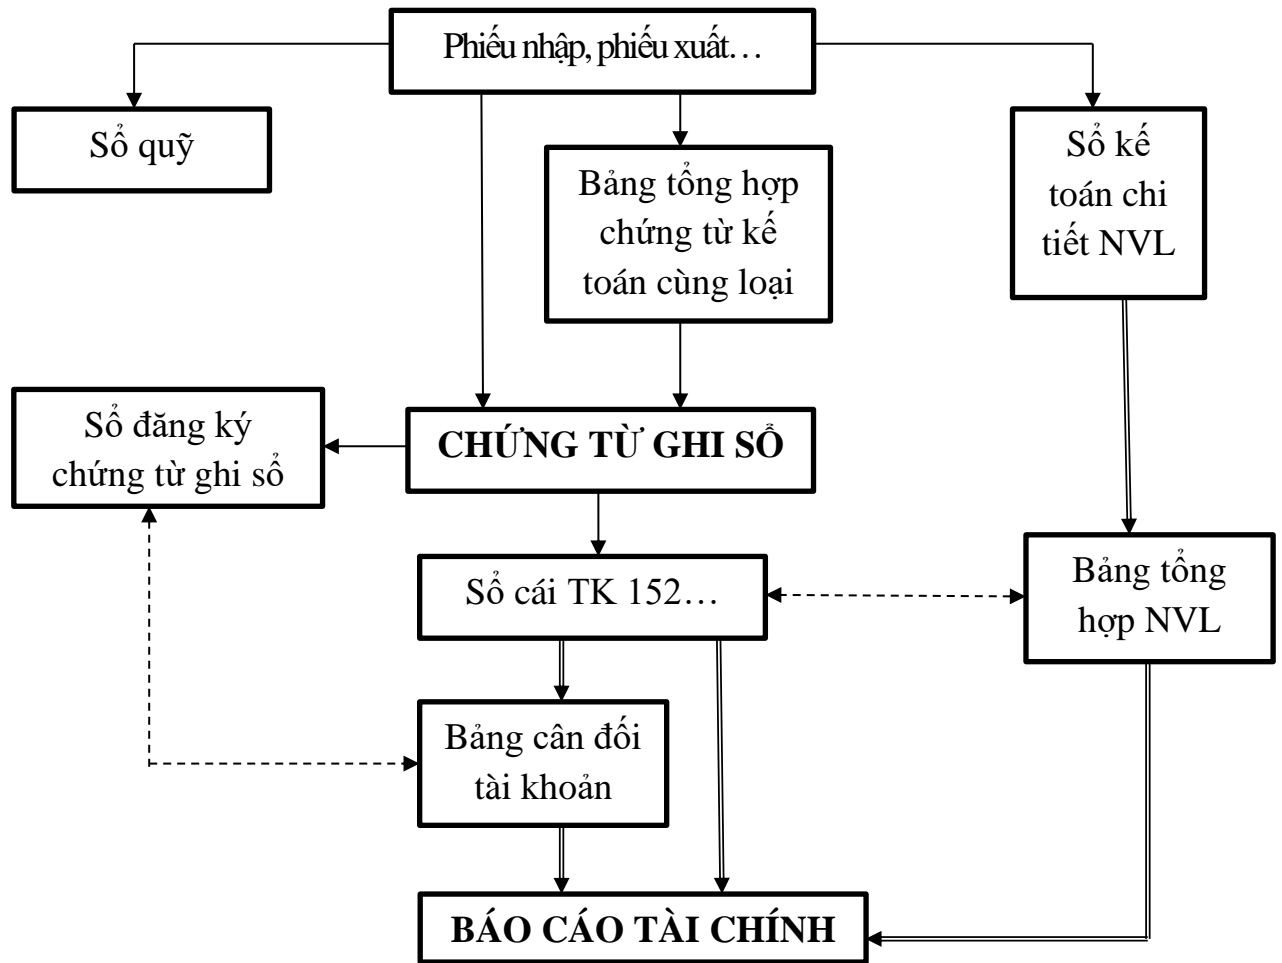 Phiếu nhập, phiếu xuất…
Sổ quỹ
Bảng tổng hợp
chứng từ kế
toán cùng loại
Sổ kế
toán chi
tiết NVL
Sổ đăng ký
chứng từ ghi sổ
CHỨNG TỪ GHI SỔ
Sổ cái TK 152…
Bảng tổng
hợp NVL
Bảng cân đối
tài khoản
BÁO CÁO TÀI CHÍNH